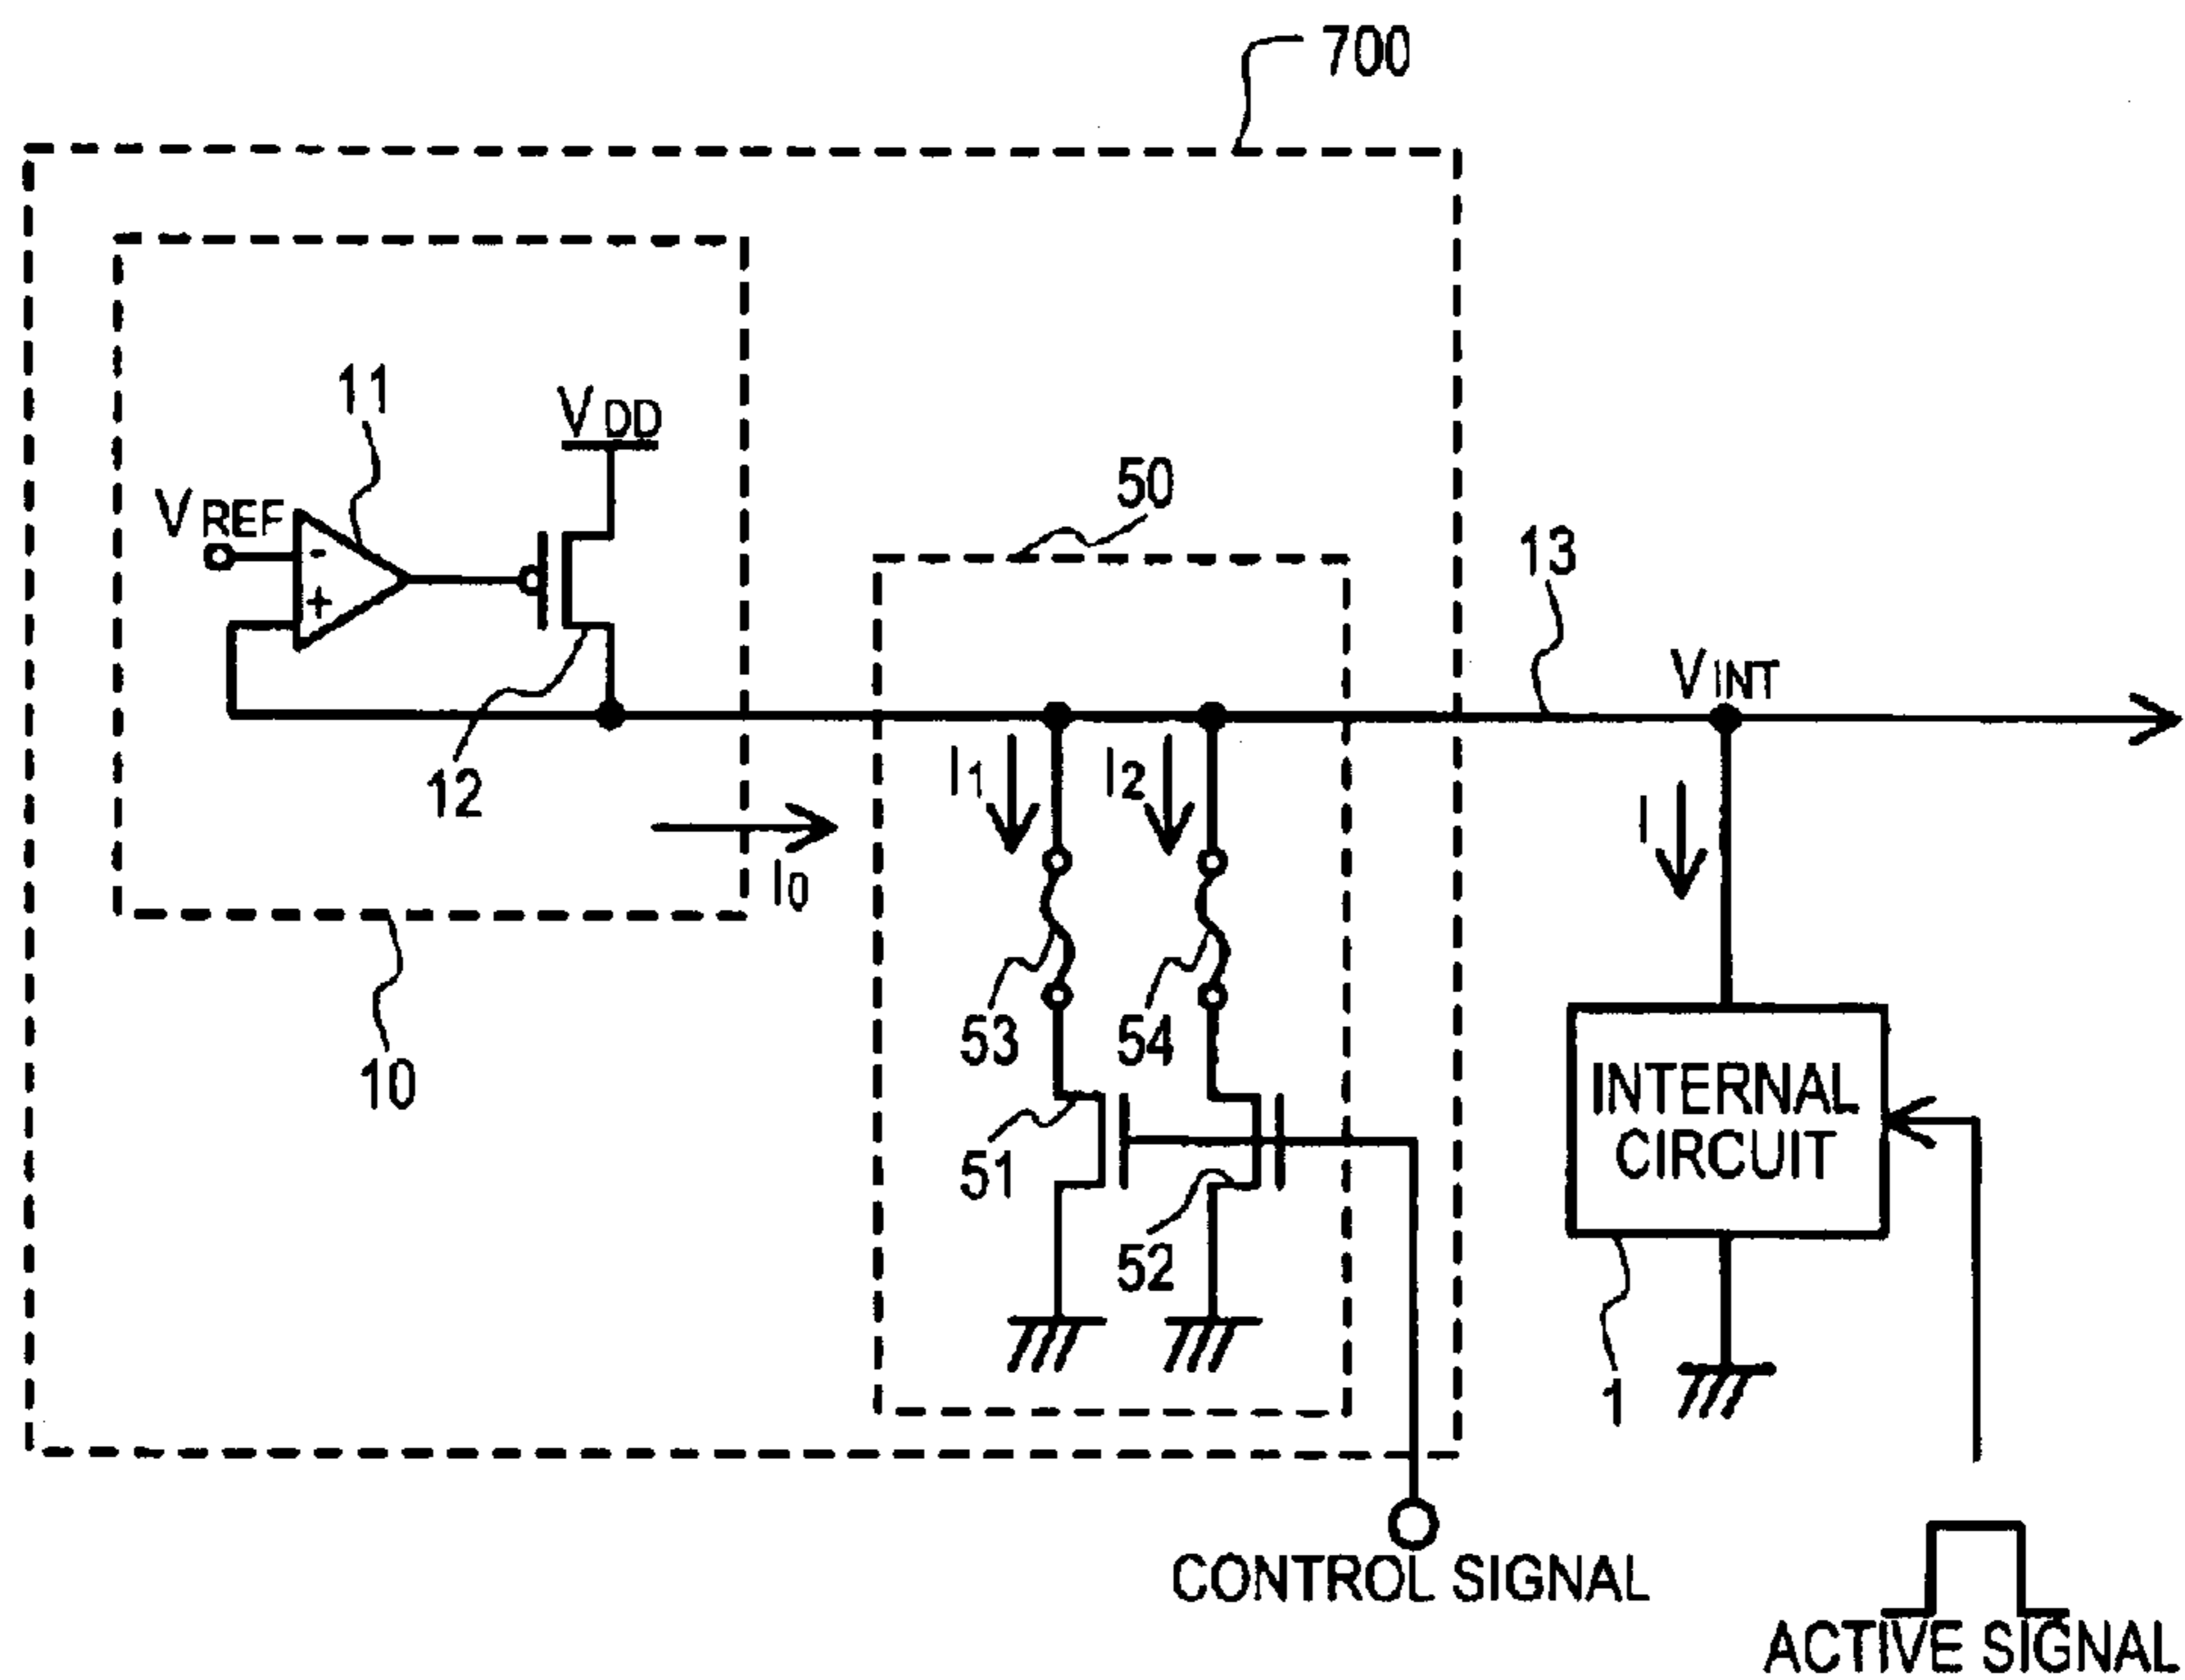 700
11
VDD
VREF
-
+
50
13
VINT
12
I1
I2
I
I0
53
54
10
INTERNAL
CIRCUIT
51
52
1
CONTROL SIGNAL
ACTIVE SIGNAL